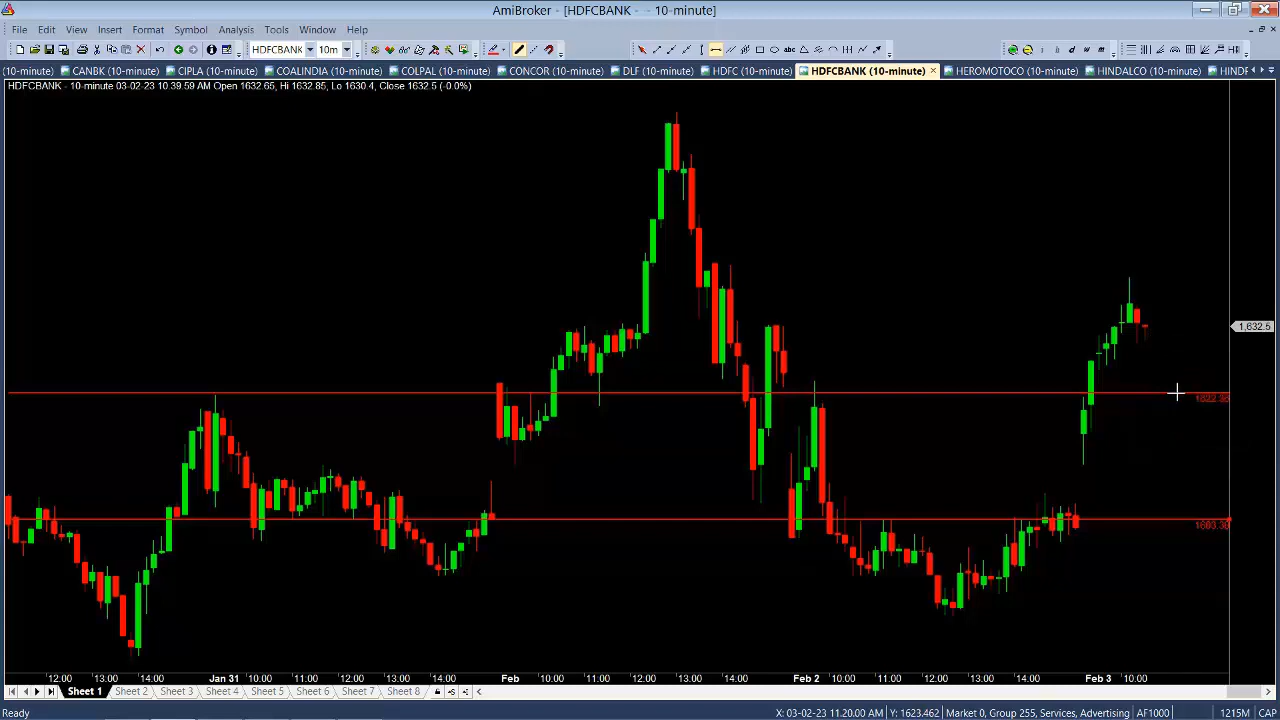 AmiBroker - [HDFCBANK - - 10-minute]
File Edit View Insert Format Symbol Analysis Tools Window Help
HDFCBANK 10m abc
(10-minute) CANBK (10-minute) CIPLA (10-minute) COALINDIA (10-minute) COLPAL (10-minute) CONCOR (10-minute) DLF (10-minute) HDFC (10-minute) HDFCBANK (10-minute) HEROMOTOCO (10-minute) HINDALCO (10-minute) HINDF
HDFCBANK - 10-minute 03-02-23 10:39:59 AM Open 1632.65, Hi 1632.85, Lo 1630.4, Close 1632.5 (-0.0%)
1,632.5
12.00 13.00 14.00 Jan 31 10.00 11.00 12.00 13.00 14.00 Feb 10.00 11.00 12.00 13.00 14.00 Feb 2 10.00 11.00 12.00 13.00 14.00 Feb 3 10.00
Sheet 1 Sheet 2 Sheet 3 Sheet 4 Sheet 5 Sheet 6 Sheet 7 Sheet 8
Ready X: 03-02-23 11.20.00 AM Y: 1623.462 Market 0, Group 255, Services, Advertising AF1000 1215M CAP